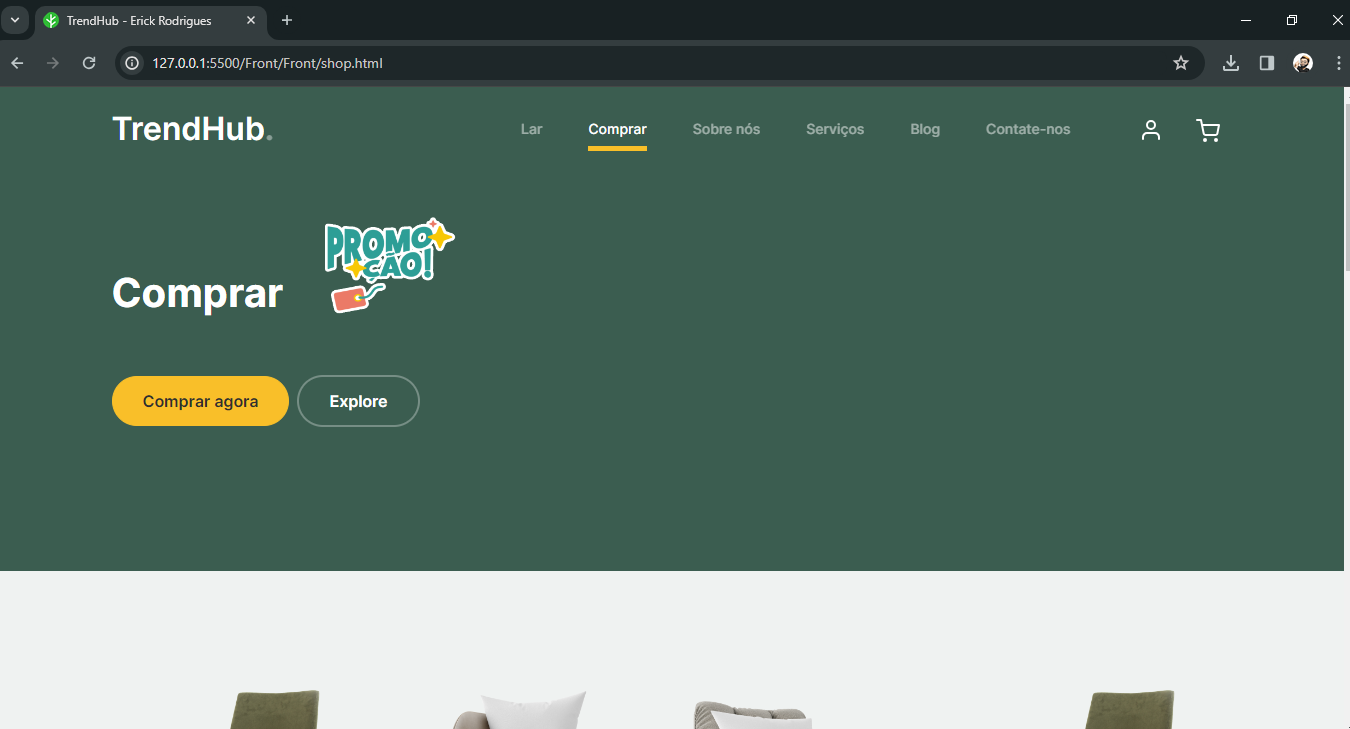 TrendHub - Erick Rodrigues
127.0.0.1:5500/Front/Front/shop.html
TrendHub.
Lar Comprar Sobre nós Serviços Blog Contate-nos
PROMO
ÇÃO!
Comprar
Comprar agora Explore